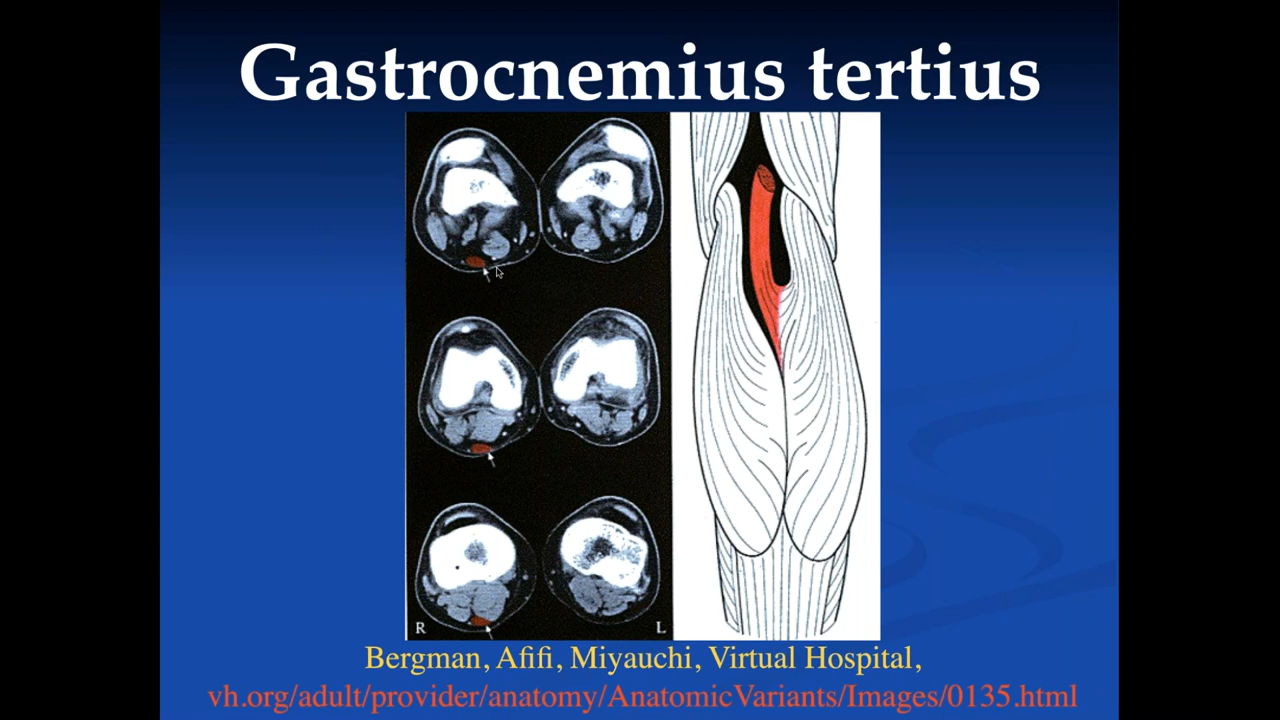 Gastrocnemius tertius
R L
Bergman, Afifi, Miyauchi, Virtual Hospital,
vh.org/adult/provider/anatomy/AnatomicVariants/Images/0135.html